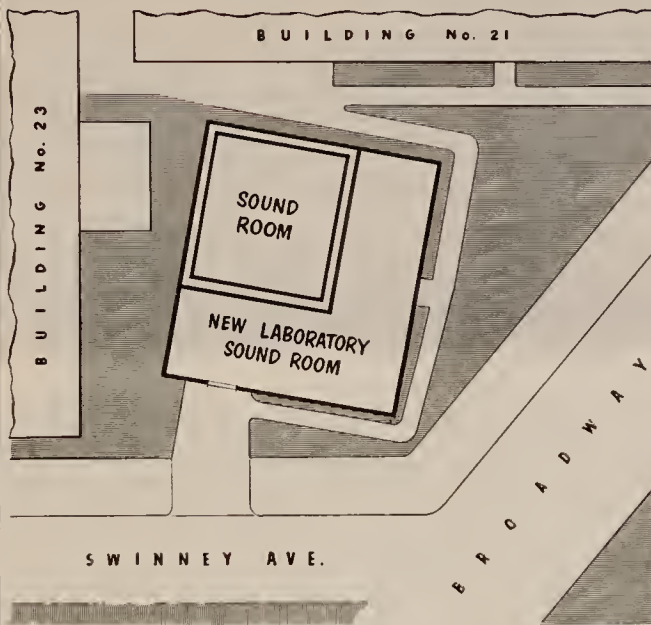 BUILDING No. 21
BUILDING No. 23
SOUND
ROOM
NEW LABORATORY
SOUND ROOM
BROADWAY
SWINNEY AVE.